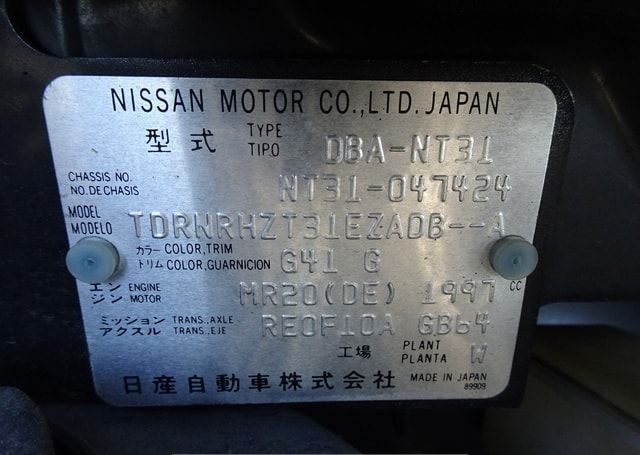 NISSAN MOTOR CO.,LTD. JAPAN
型式 TYPE TIPO DBA-NT31
CHASSIS NO. NO. DE CHASIS NT31-047424
MODEL MODELO TDRNRHZT31EZADB--A
カラー COLOR,TRIM
トリム COLOR,GUARNICION G41 G
エンジン ENGINE MOTOR MR20(DE) 1997 CC
ミッション TRANS.,AXLE
アクスル TRANS.,EJE RE0F10A GB64
工場 PLANT PLANTA W
日産自動車株式会社 MADE IN JAPAN
89909